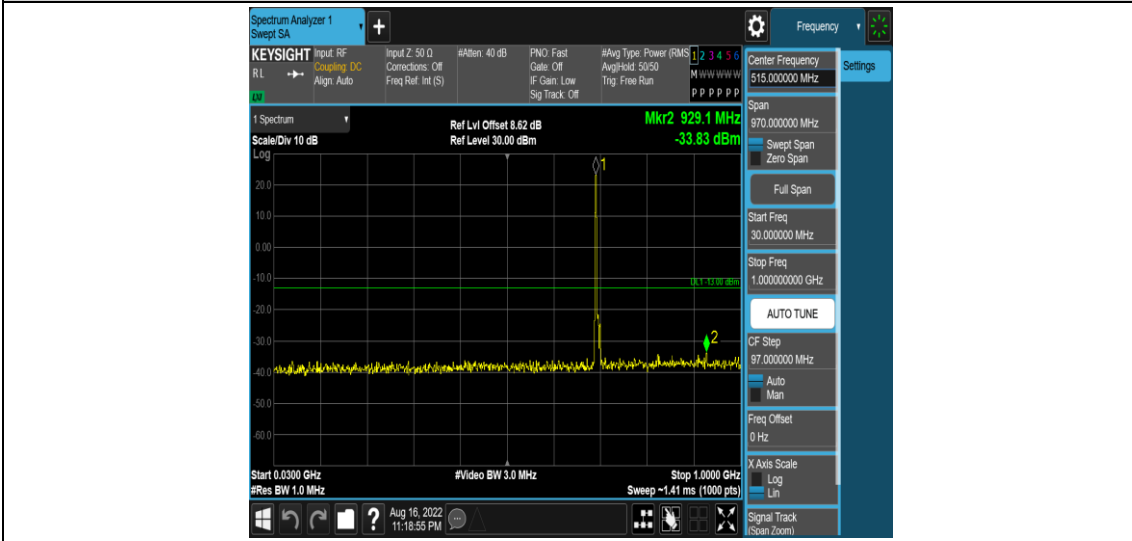 Spectrum Analyzer 1
Swept SA
+
Frequency
KEYSIGHT
RL
Input: RF
Coupling: DC
Align: Auto
Input Z: 50 Ω
Corrections: Off
Freq Ref: Int (S)
#Atten: 40 dB
PNO: Fast
Gate: Off
IF Gain: Low
Sig Track: Off
#Avg Type: Power (RMS
Avg|Hold: 50/50
Trig: Free Run
1 2 3 4 5 6
M W W W W W
P P P P P P
1 Spectrum
Scale/Div 10 dB
Log
Ref Lvl Offset 8.62 dB
Ref Level 30.00 dBm
Mkr2 929.1 MHz
-33.83 dBm
1
20.0
10.0
0.00
-10.0
DL1 -13.00 dBm
-20.0
-30.0
2
-40.0
-50.0
-60.0
Start 0.0300 GHz
#Res BW 1.0 MHz
#Video BW 3.0 MHz
Stop 1.0000 GHz
Sweep ~1.41 ms (1000 pts)
Center Frequency
515.000000 MHz
Settings
Span
970.000000 MHz
Swept Span
Zero Span
Full Span
Start Freq
30.000000 MHz
Stop Freq
1.000000000 GHz
AUTO TUNE
CF Step
97.000000 MHz
Auto
Man
Freq Offset
0 Hz
X Axis Scale
Log
Lin
Signal Track
(Span Zoom)
?
Aug 16, 2022
11:18:55 PM